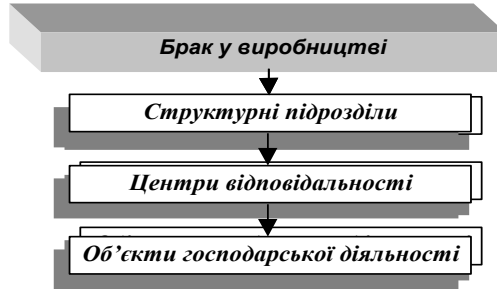 Брак у виробництві
Структурні підрозділи
Центри відповідальності
Об’єкти господарської діяльності